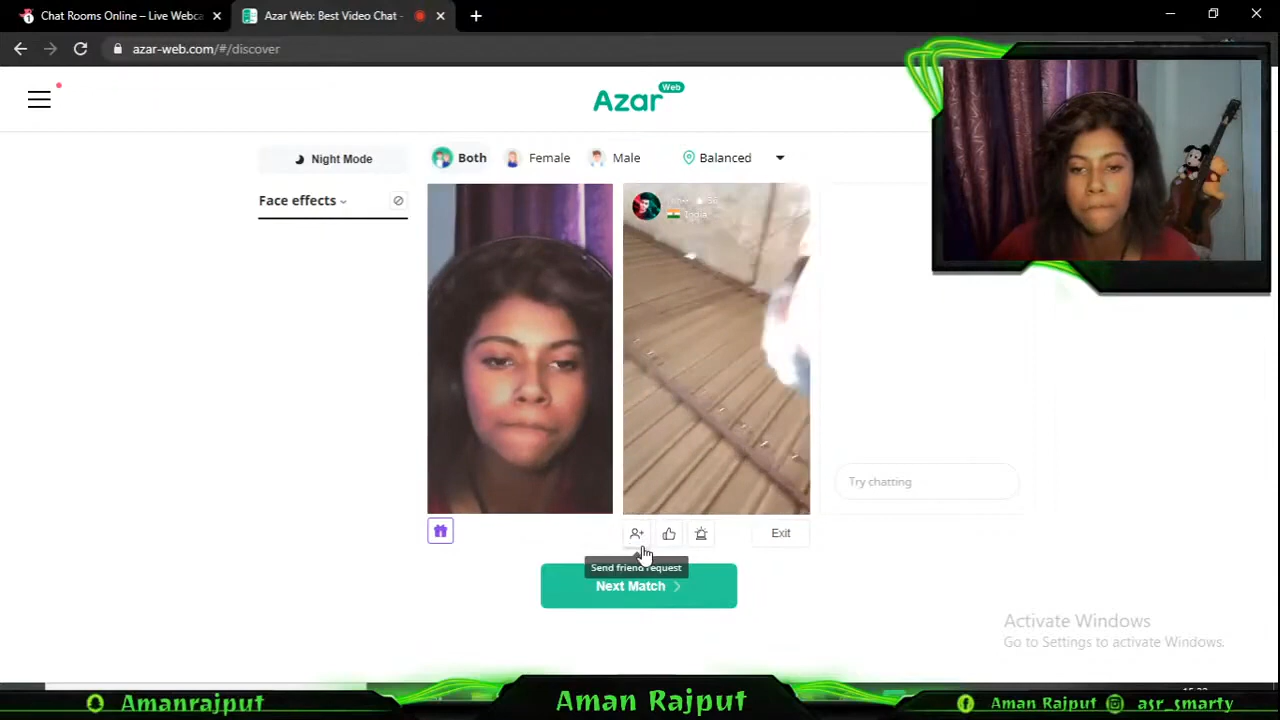 Chat Rooms Online – Live Webca
Azar Web: Best Video Chat -
azar-web.com/#/discover
Azar
Web
Night Mode
Both
Female
Male
Balanced
Face effects
India
Try chatting
Exit
Send friend request
Next Match
Activate Windows
Go to Settings to activate Windows.
Amanrajput
Aman Rajput
Aman Rajput
asr_smarty